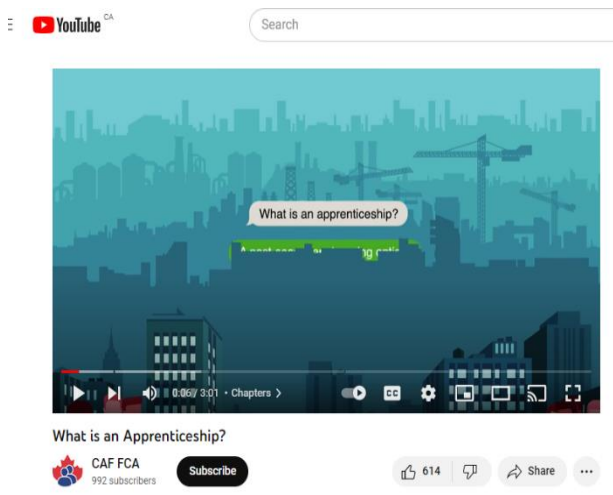 YouTube CA
Search
What is an apprenticeship?
0:06 / 3:01 • Chapters >
CC
What is an Apprenticeship?
CAF FCA
992 subscribers
Subscribe
614
Share